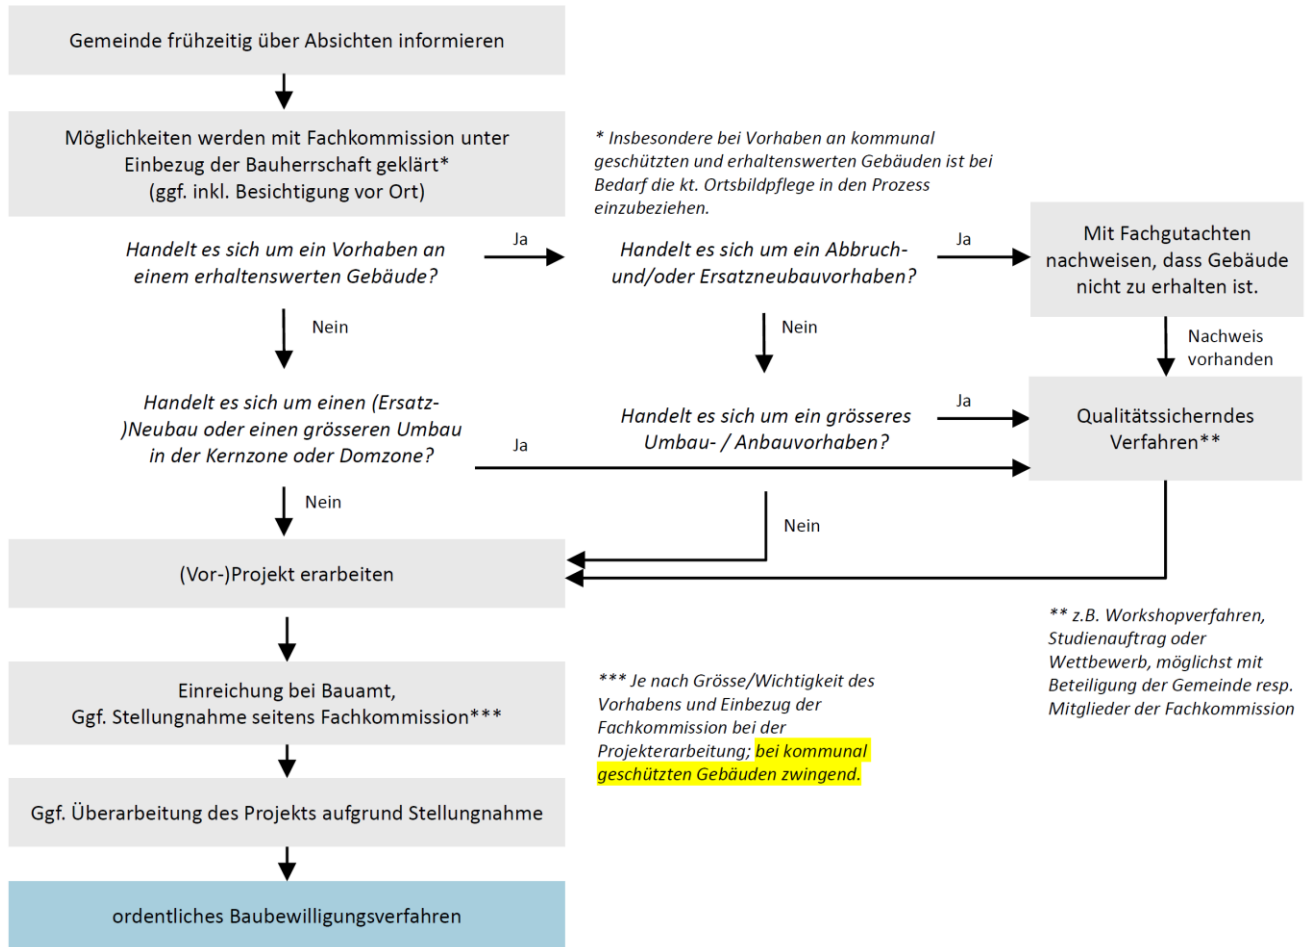 Gemeinde frühzeitig über Absichten informieren
Möglichkeiten werden mit Fachkommission unter
Einbezug der Bauherrschaft geklärt*
(ggf. inkl. Besichtigung vor Ort)
* Insbesondere bei Vorhaben an kommunal
geschützten und erhaltenswerten Gebäuden ist bei
Bedarf die kt. Ortsbildpflege in den Prozess
einzubeziehen.
Handelt es sich um ein Vorhaben an
einem erhaltenswerten Gebäude?
Ja
Handelt es sich um ein Abbruch-
und/oder Ersatzneubauvorhaben?
Ja
Mit Fachgutachten
nachweisen, dass Gebäude
nicht zu erhalten ist.
Nein
Nein
Nachweis
vorhanden
Handelt es sich um einen (Ersatz-
)Neubau oder einen grösseren Umbau
in der Kernzone oder Domzone?
Ja
Handelt es sich um ein grösseres
Umbau- / Anbauvorhaben?
Ja
Qualitätssicherndes
Verfahren**
Nein
Nein
(Vor-)Projekt erarbeiten
** z.B. Workshopverfahren,
Studienauftrag oder
Wettbewerb, möglichst mit
Beteiligung der Gemeinde resp.
Mitglieder der Fachkommission
Einreichung bei Bauamt,
Ggf. Stellungnahme seitens Fachkommission***
*** Je nach Grösse/Wichtigkeit des
Vorhabens und Einbezug der
Fachkommission bei der
Projekterarbeitung; bei kommunal
geschützten Gebäuden zwingend.
Ggf. Überarbeitung des Projekts aufgrund Stellungnahme
ordentliches Baubewilligungsverfahren